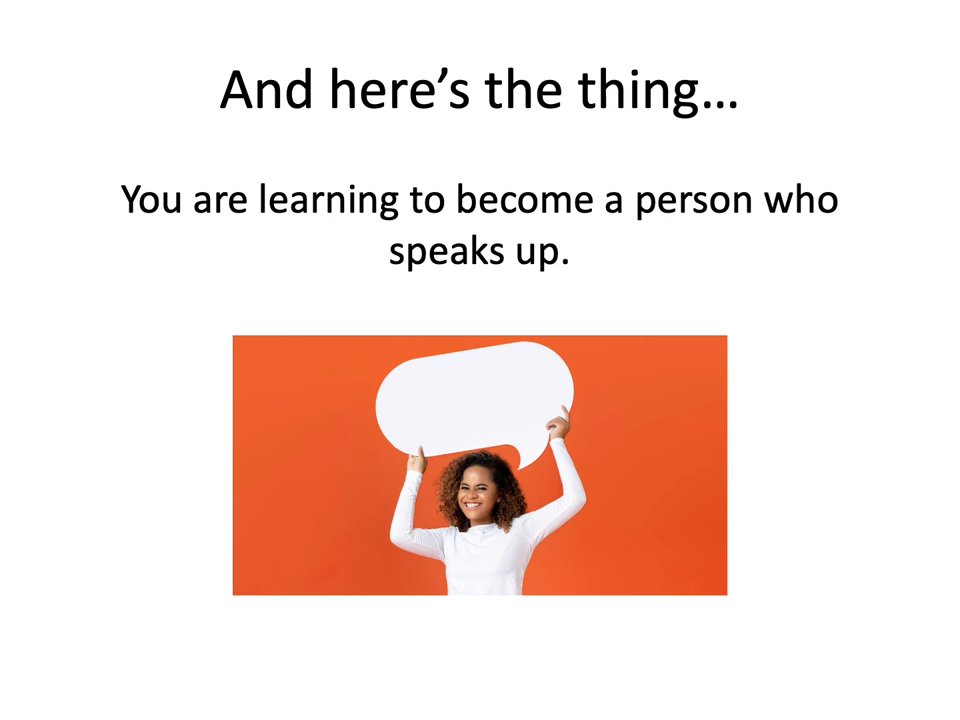 And here’s the thing…
You are learning to become a person who
speaks up.